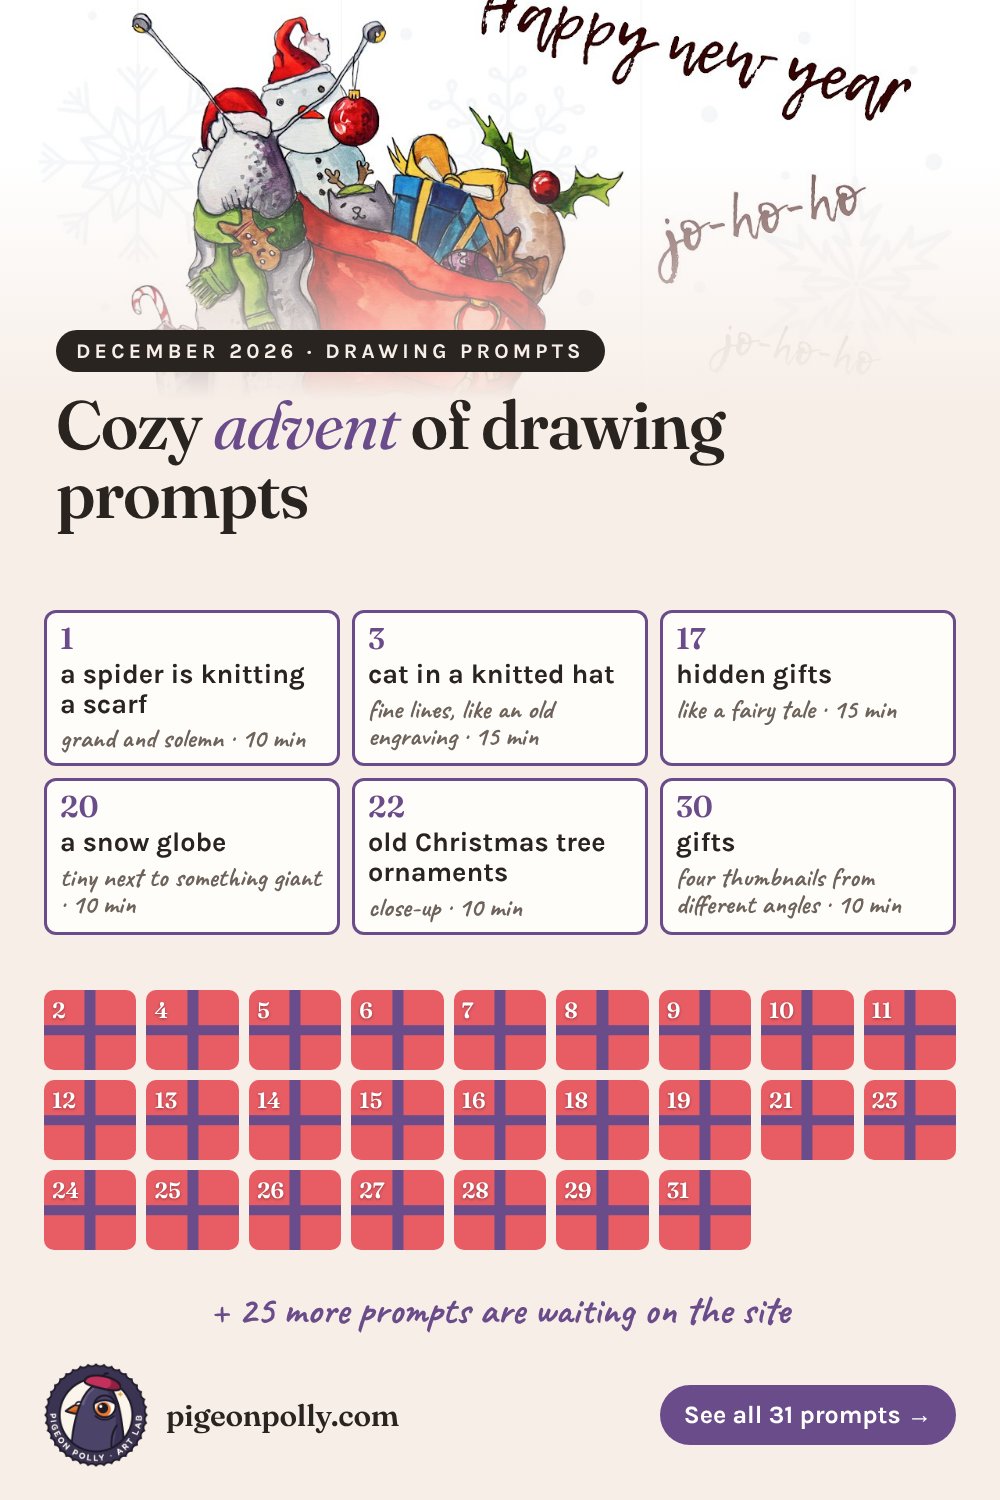 Happy new year
jo-ho-ho
jo-ho-ho
DECEMBER 2026 · DRAWING PROMPTS
Cozy advent of drawing
prompts
1
a spider is knitting
a scarf
grand and solemn · 10 min
3
cat in a knitted hat
fine lines, like an old
engraving · 15 min
17
hidden gifts
like a fairy tale · 15 min
20
a snow globe
tiny next to something giant
· 10 min
22
old Christmas tree
ornaments
close-up · 10 min
30
gifts
four thumbnails from
different angles · 10 min
2 4 5 6 7 8 9 10 11
12 13 14 15 16 18 19 21 23
24 25 26 27 28 29 31
+ 25 more prompts are waiting on the site
PIGEON POLLY · ART LAB
pigeonpolly.com
See all 31 prompts →